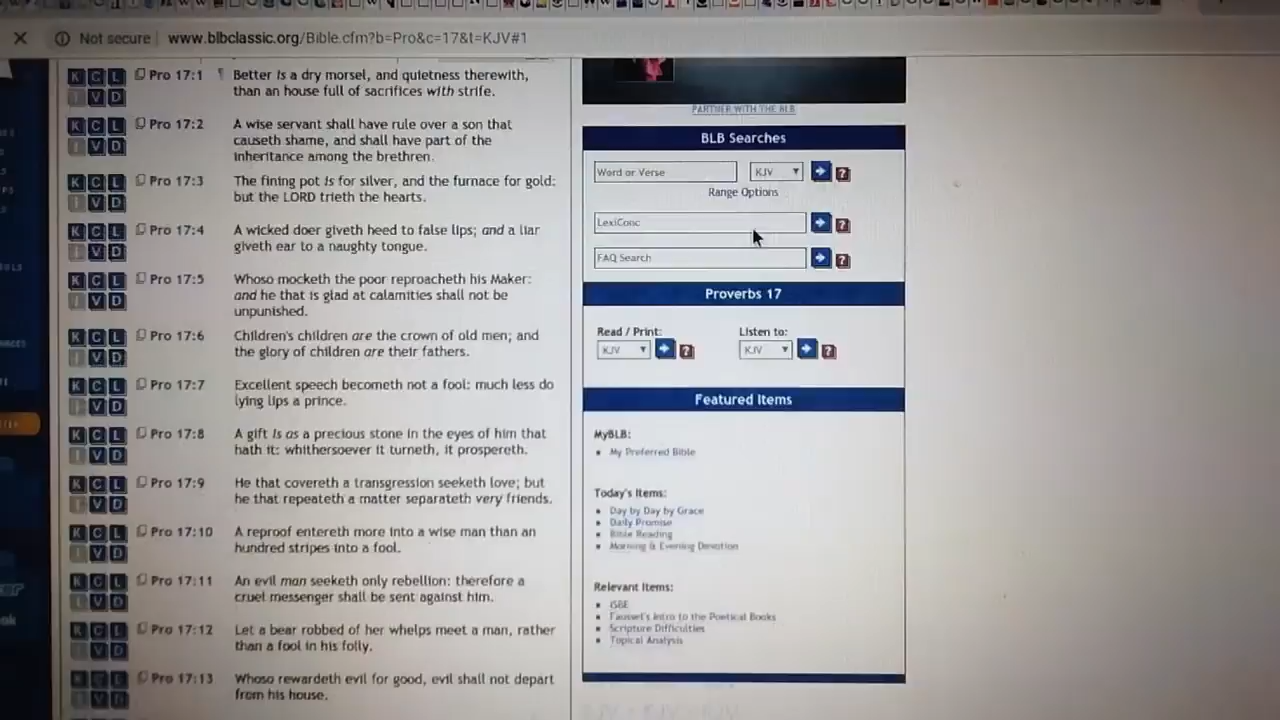 Not secure
www.blbclassic.org/Bible.cfm?b=Pro&c=17&t=KJV#1
K C L Pro 17:1 ¶ Better is a dry morsel, and quietness therewith,
I V D than an house full of sacrifices with strife.
K C L Pro 17:2 A wise servant shall have rule over a son that
I V D causeth shame, and shall have part of the
inheritance among the brethren.
K C L Pro 17:3 The fining pot is for silver, and the furnace for gold:
I V D but the LORD trieth the hearts.
K C L Pro 17:4 A wicked doer giveth heed to false lips; and a liar
I V D giveth ear to a naughty tongue.
K C L Pro 17:5 Whoso mocketh the poor reproacheth his Maker:
I V D and he that is glad at calamities shall not be
unpunished.
K C L Pro 17:6 Children's children are the crown of old men; and
I V D the glory of children are their fathers.
K C L Pro 17:7 Excellent speech becometh not a fool: much less do
I V D lying lips a prince.
K C L Pro 17:8 A gift is as a precious stone in the eyes of him that
I V D hath it: whithersoever it turneth, it prospereth.
K C L Pro 17:9 He that covereth a transgression seeketh love; but
I V D he that repeateth a matter separateth very friends.
K C L Pro 17:10 A reproof entereth more into a wise man than an
I V D hundred stripes into a fool.
K C L Pro 17:11 An evil man seeketh only rebellion: therefore a
I V D cruel messenger shall be sent against him.
K C L Pro 17:12 Let a bear robbed of her whelps meet a man, rather
I V D than a fool in his folly.
K C L Pro 17:13 Whoso rewardeth evil for good, evil shall not depart
I V D from his house.
PARTNER WITH THE BLB
BLB Searches
Word or Verse KJV ?
Range Options
LexiConc ?
FAQ Search ?
Proverbs 17
Read / Print: Listen to:
KJV ? KJV ?
Featured Items
MyBLB:
My Preferred Bible
Today's Items:
Day by Day by Grace
Daily Promise
Bible Reading
Morning & Evening Devotion
Relevant Items:
ISBE
Fausset's Intro to the Poetical Books
Scripture Difficulties
Topical Analysis